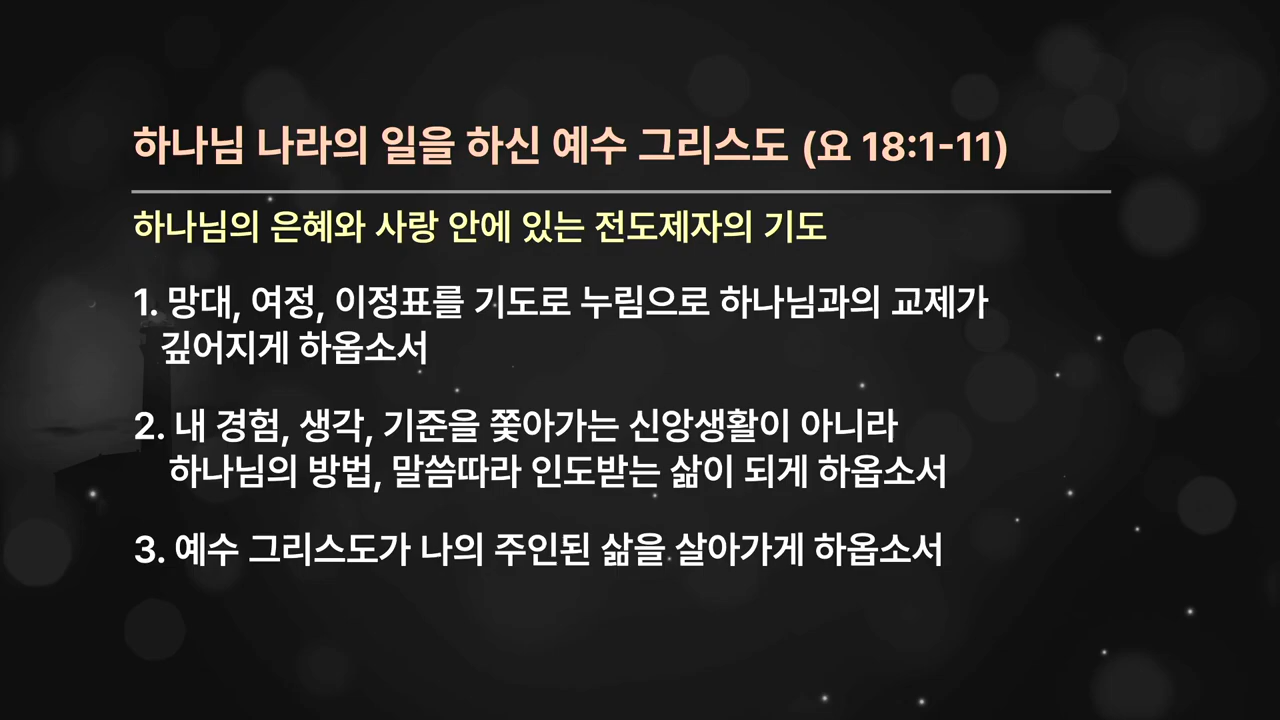 하나님 나라의 일을 하신 예수 그리스도 (요 18:1-11)
하나님의 은혜와 사랑 안에 있는 전도제자의 기도
1. 망대, 여정, 이정표를 기도로 누림으로 하나님과의 교제가
깊어지게 하옵소서
2. 내 경험, 생각, 기준을 쫓아가는 신앙생활이 아니라
하나님의 방법, 말씀따라 인도받는 삶이 되게 하옵소서
3. 예수 그리스도가 나의 주인된 삶을 살아가게 하옵소서